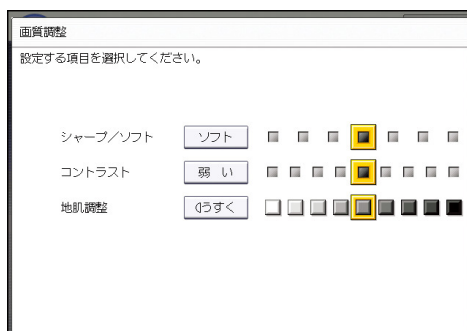 画質調整
設定する項目を選択してください。
シャープ／ソフト ソフト
コントラスト 弱 い
地肌調整 うすく